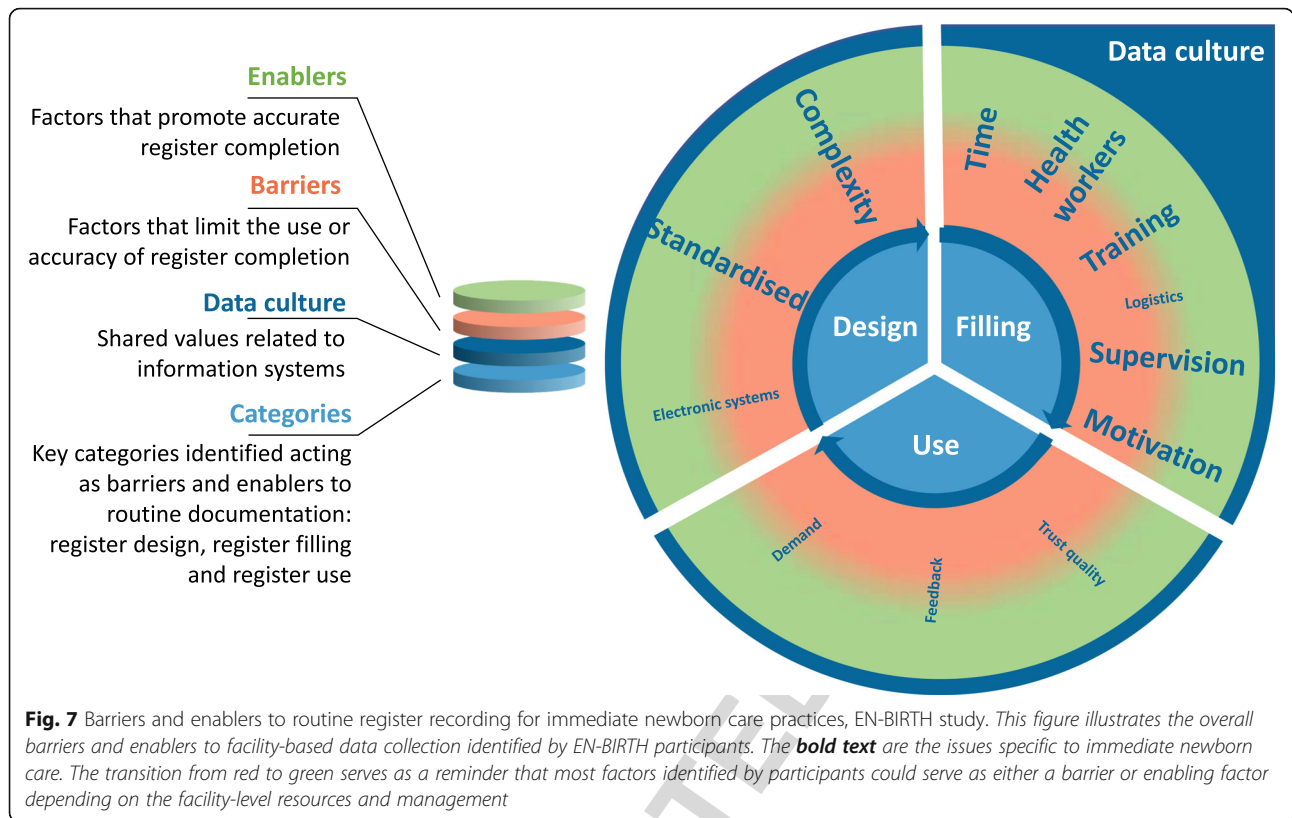 Enablers
Factors that promote accurate
register completion
Barriers
Factors that limit the use or
accuracy of register completion
Data culture
Shared values related to
information systems
Categories
Key categories identified acting
as barriers and enablers to
routine documentation:
register design, register filling
and register use
Data culture
Complexity
Standardised
Electronic systems
Design
Time
Health
workers
Training
Logistics
Supervision
Motivation
Filling
Use
Demand
Feedback
Trust quality
Fig. 7 Barriers and enablers to routine register recording for immediate newborn care practices, EN-BIRTH study. This figure illustrates the overall
barriers and enablers to facility-based data collection identified by EN-BIRTH participants. The bold text are the issues specific to immediate newborn
care. The transition from red to green serves as a reminder that most factors identified by participants could serve as either a barrier or enabling factor
depending on the facility-level resources and management